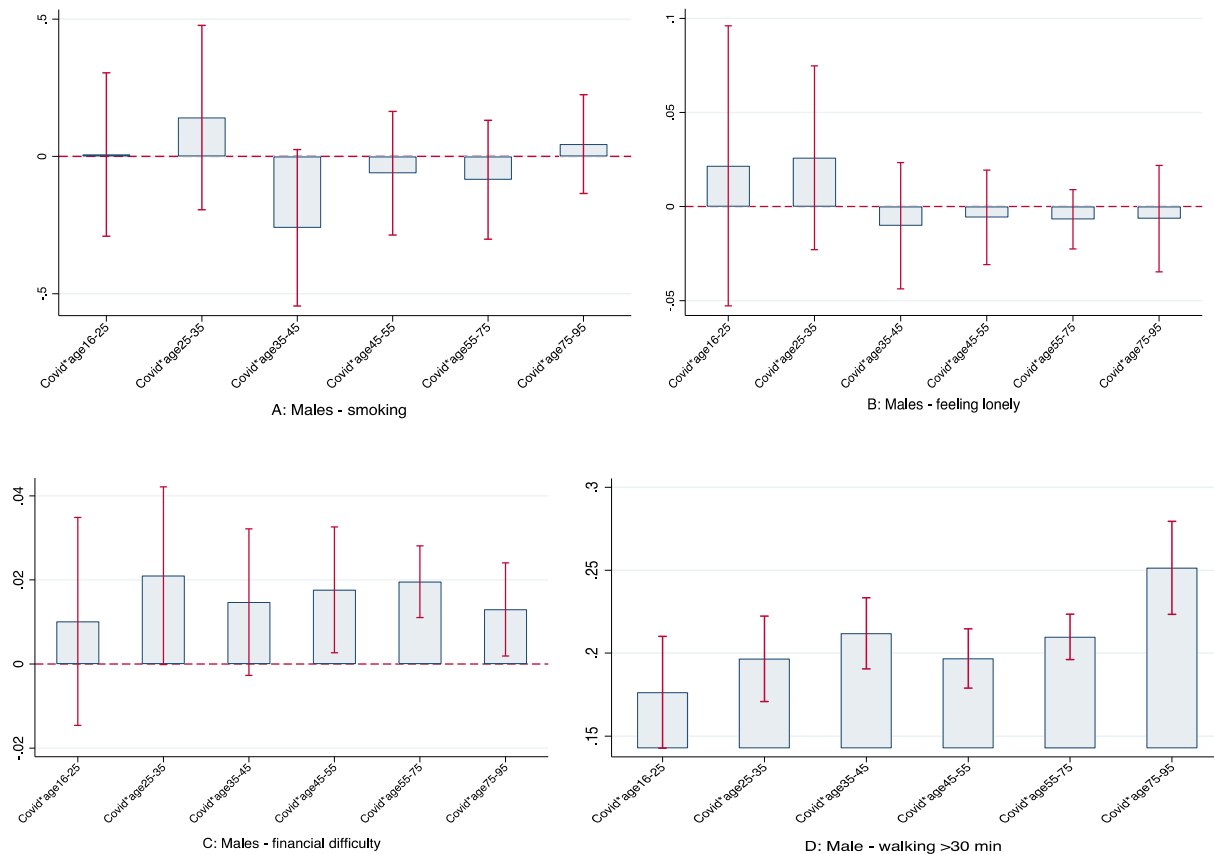 .5
0
-.5
Covid*age16-25
Covid*age25-35
Covid*age35-45
Covid*age45-55
Covid*age55-75
Covid*age75-95
A: Males - smoking
.1
.05
0
-.05
Covid*age16-25
Covid*age25-35
Covid*age35-45
Covid*age45-55
Covid*age55-75
Covid*age75-95
B: Males - feeling lonely
.04
.02
0
-.02
Covid*age16-25
Covid*age25-35
Covid*age35-45
Covid*age45-55
Covid*age55-75
Covid*age75-95
C: Males - financial difficulty
.3
.25
.2
.15
Covid*age16-25
Covid*age25-35
Covid*age35-45
Covid*age45-55
Covid*age55-75
Covid*age75-95
D: Male - walking >30 min